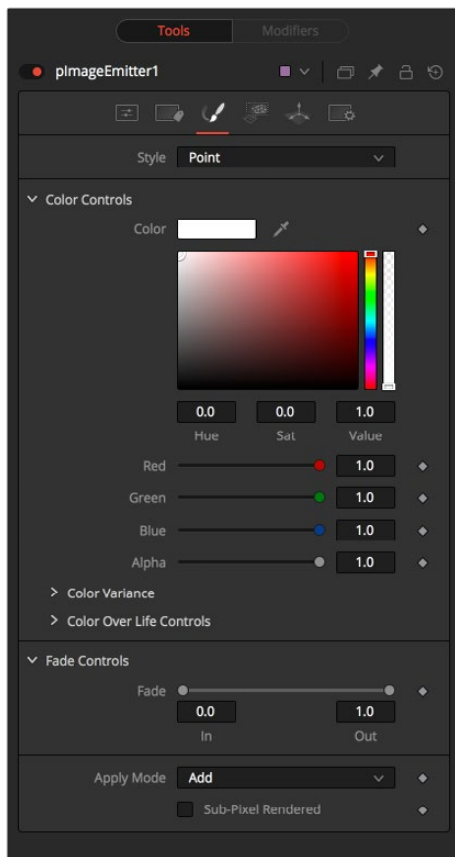 Tools Modifiers
pImageEmitter1
Style Point
Color Controls
Color
0.0 0.0 1.0
Hue Sat Value
Red 1.0
Green 1.0
Blue 1.0
Alpha 1.0
Color Variance
Color Over Life Controls
Fade Controls
Fade
0.0 1.0
In Out
Apply Mode Add
Sub-Pixel Rendered